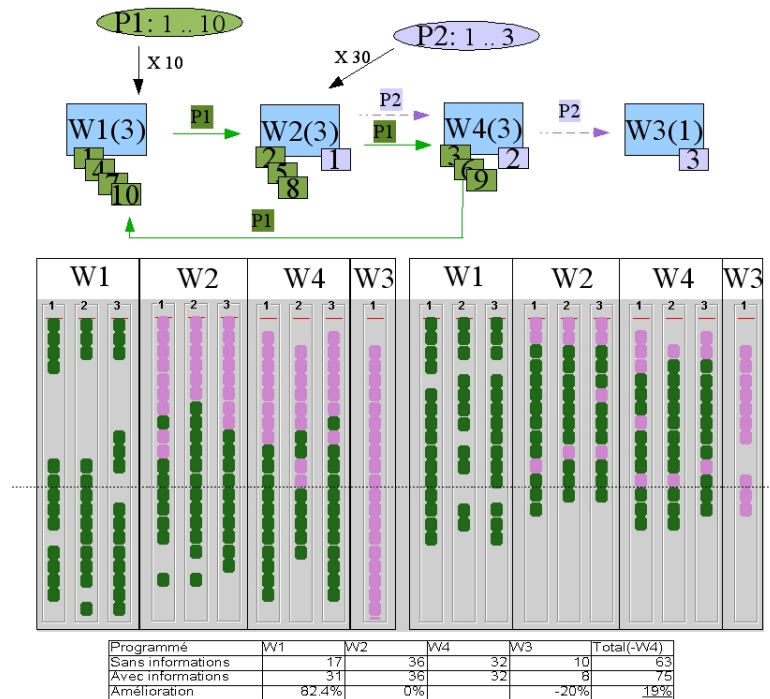 P1: 1 .. 10
P2: 1 .. 3
X 10
X 30
P1
P2
P1
P2
W1(3)
W2(3)
W4(3)
W3(1)
1
4
7
10
2
5
8
1
3
6
9
2
3
P1
W1 W2 W4 W3 W1 W2 W4 W3
1 2 3 1 2 3 1 2 3 1 1 2 3 1 2 3 1 2 3 1
Programmé W1 W2 W4 W3 Total(-W4)
Sans informations 17 36 32 10 63
Avec informations 31 36 32 8 75
Amélioration 82.4% 0% -20% 19%